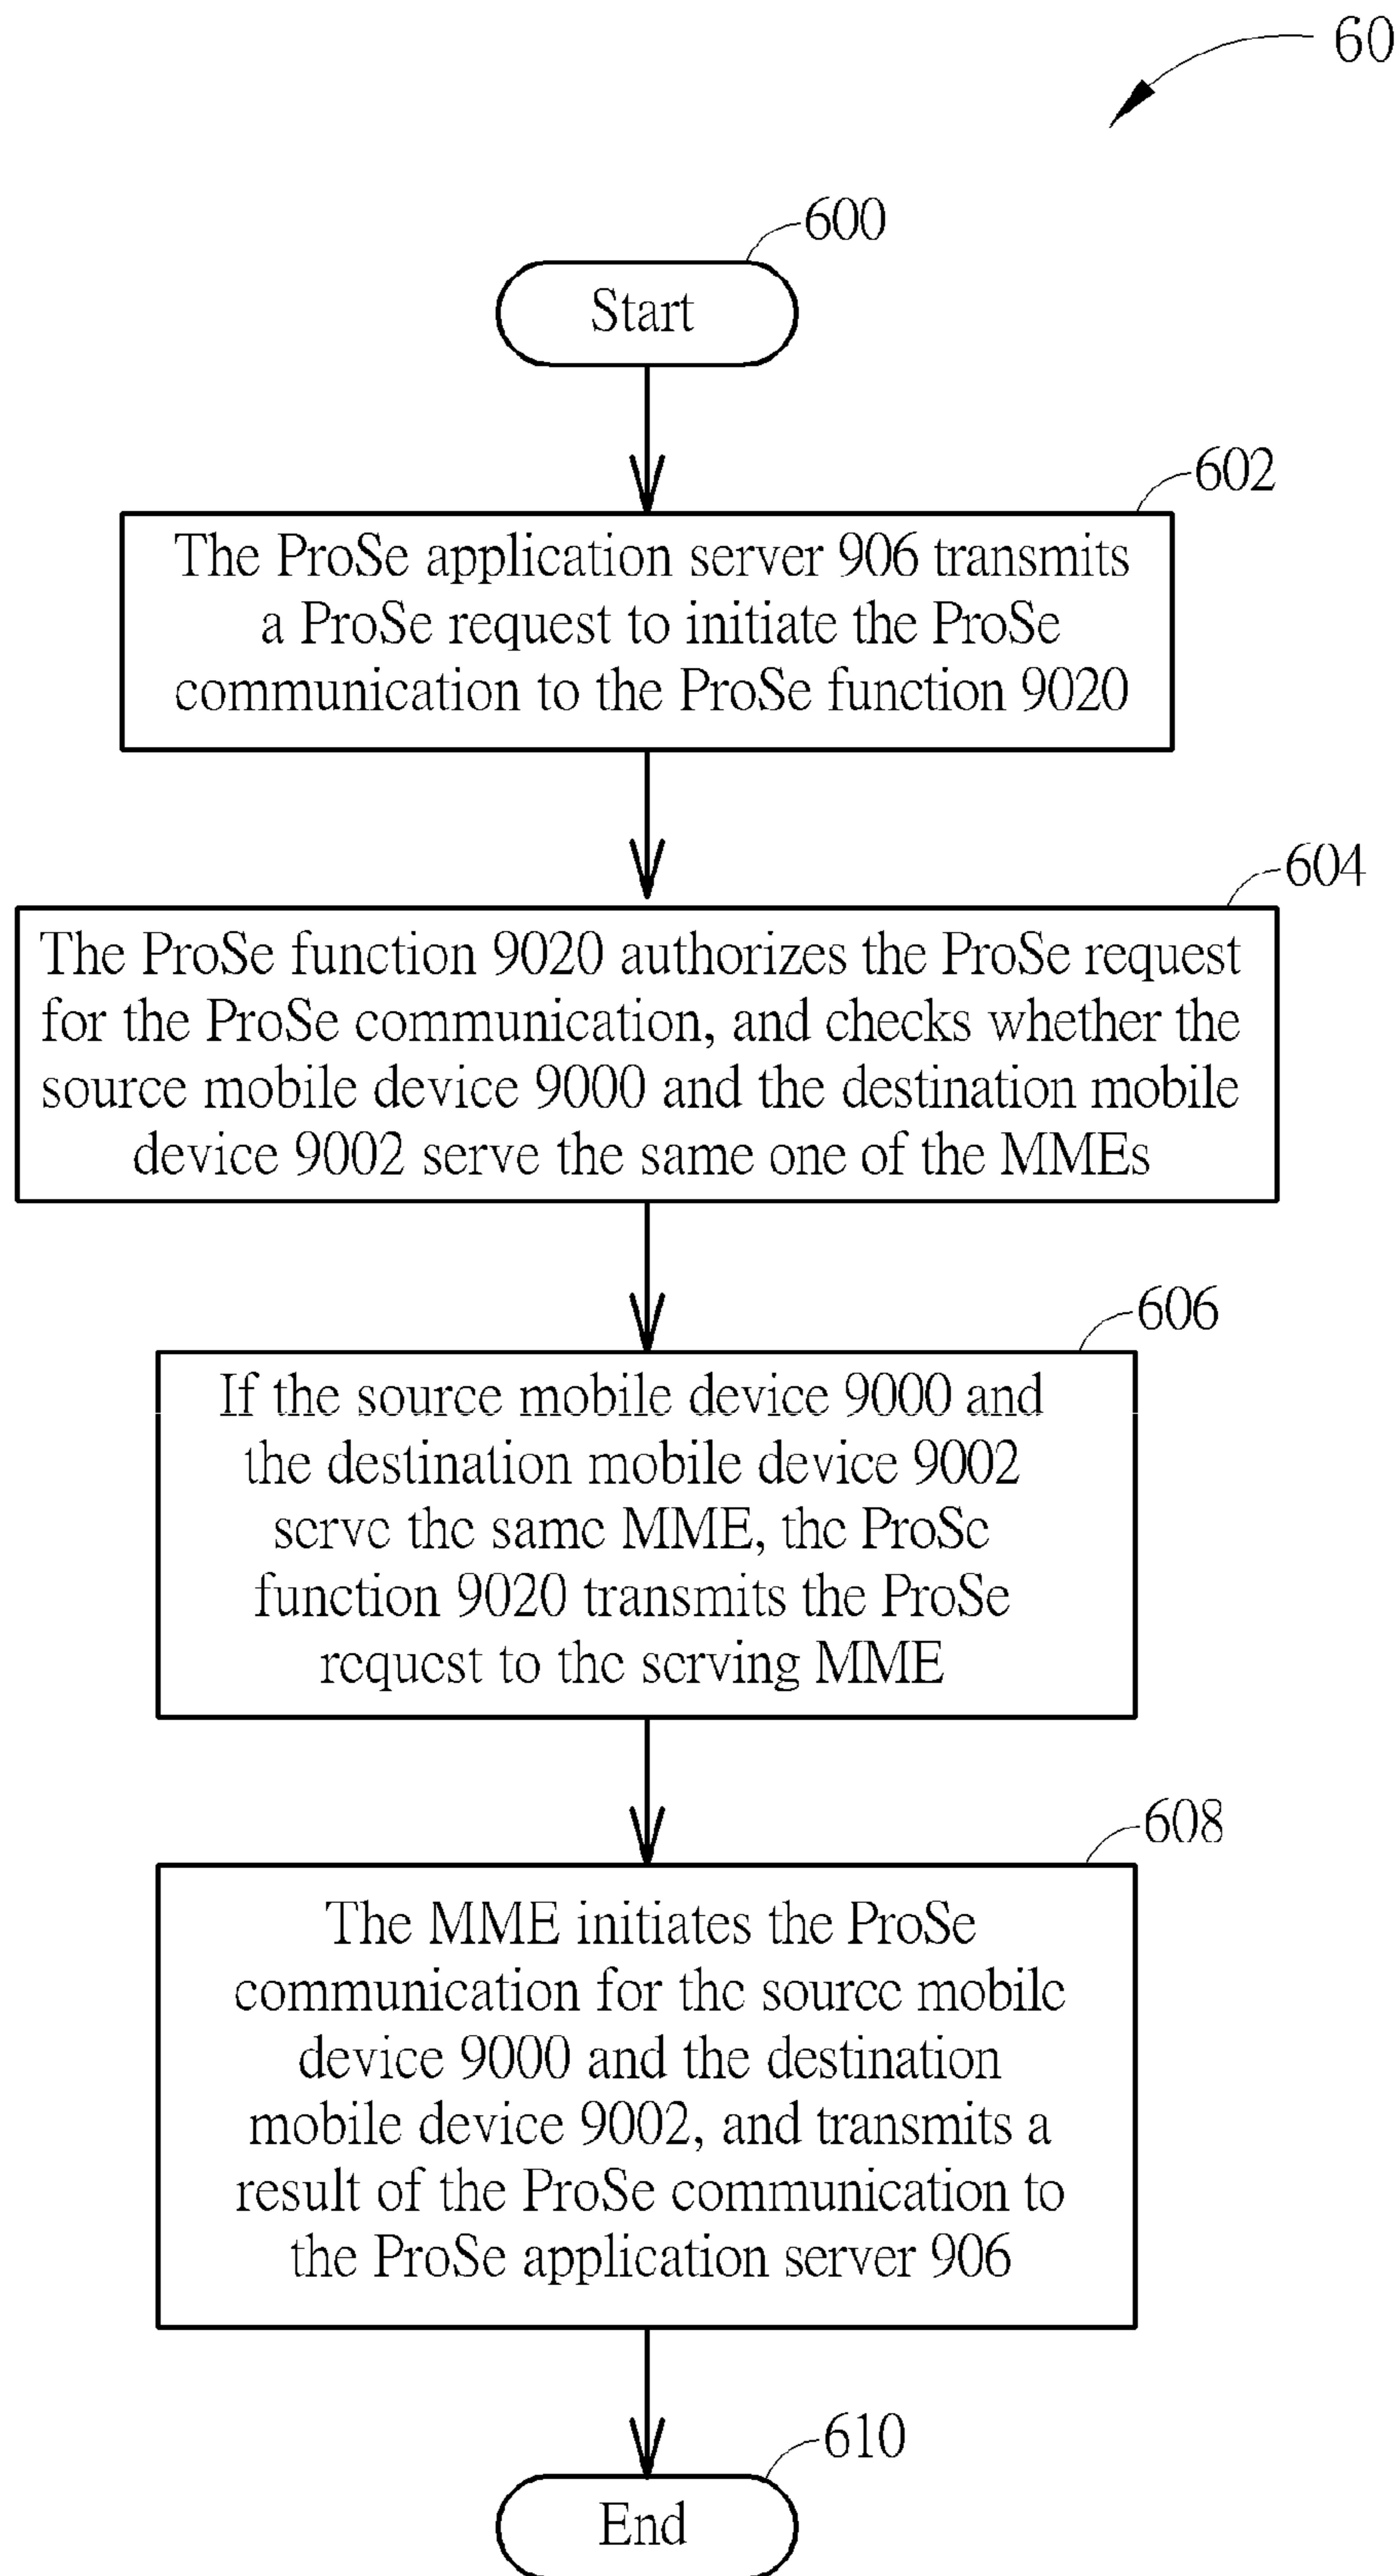 60
600
Start
602
The ProSe application server 906 transmits
a ProSe request to initiate the ProSe
communication to the ProSe function 9020
604
The ProSe function 9020 authorizes the ProSe request
for the ProSe communication, and checks whether the
source mobile device 9000 and the destination mobile
device 9002 serve the same one of the MMEs
606
If the source mobile device 9000 and
the destination mobile device 9002
serve the same MME, the ProSe
function 9020 transmits the ProSe
request to the serving MME
608
The MME initiates the ProSe
communication for the source mobile
device 9000 and the destination
mobile device 9002, and transmits a
result of the ProSe communication to
the ProSe application server 906
610
End